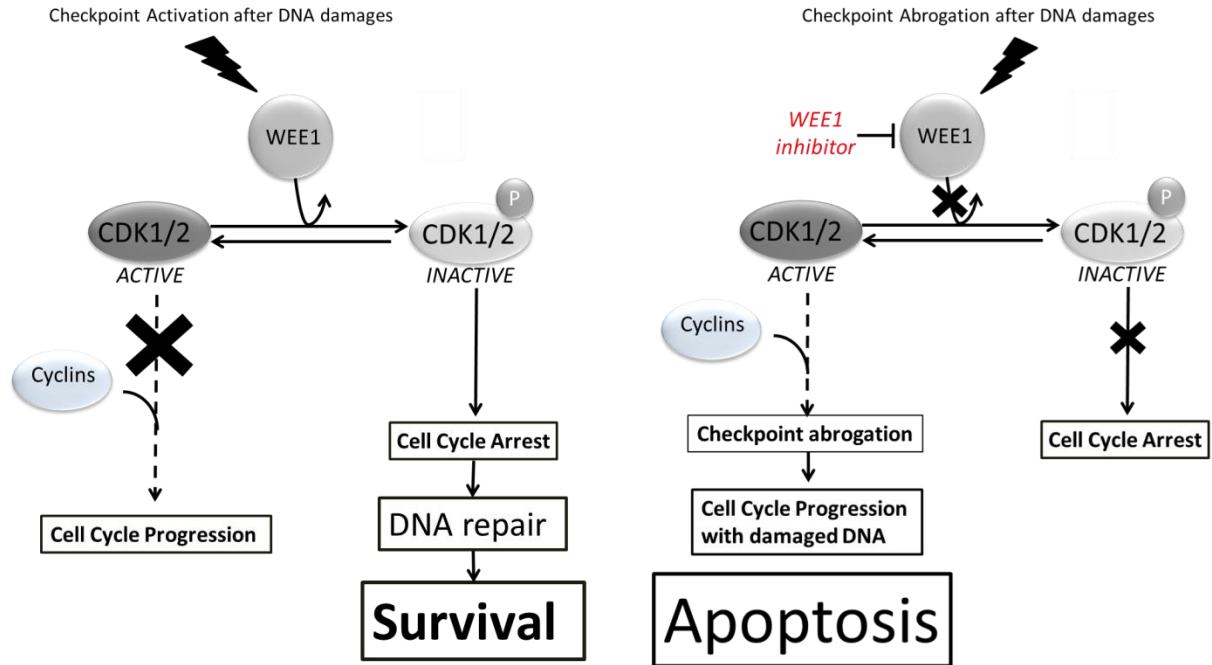 Checkpoint Activation after DNA damages
WEE1
P
CDK1/2
CDK1/2
ACTIVE
INACTIVE
Cyclins
Cell Cycle Arrest
Cell Cycle Progression
DNA repair
Survival
Checkpoint Abrogation after DNA damages
WEE1
inhibitor
WEE1
P
CDK1/2
CDK1/2
ACTIVE
INACTIVE
Cyclins
Checkpoint abrogation
Cell Cycle Arrest
Cell Cycle Progression
with damaged DNA
Apoptosis